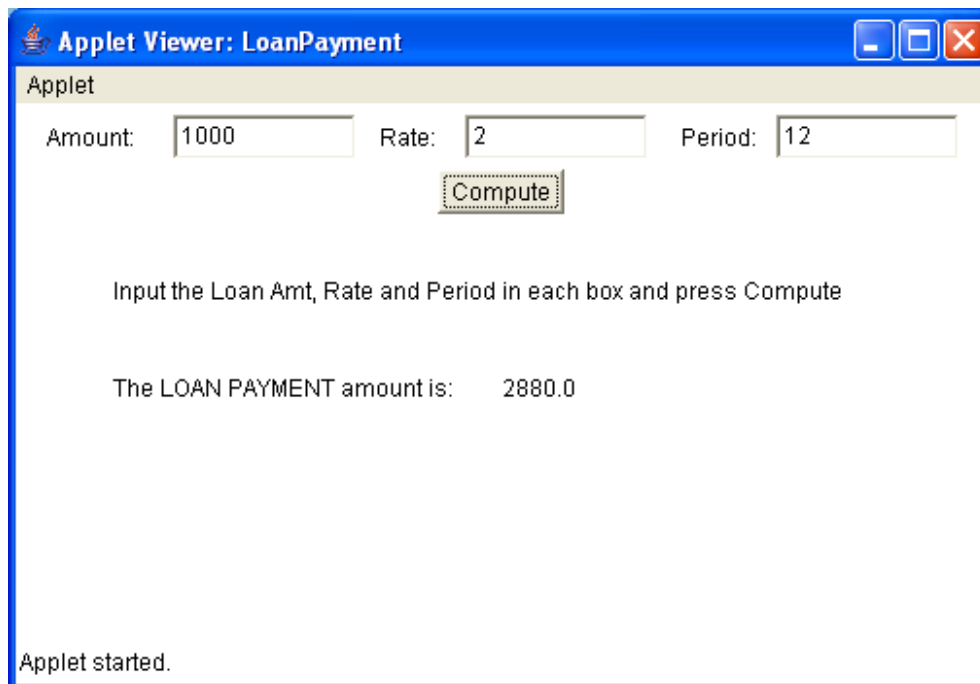 Applet Viewer: LoanPayment
Applet
Amount: 1000 Rate: 2 Period: 12
Compute
Input the Loan Amt, Rate and Period in each box and press Compute
The LOAN PAYMENT amount is: 2880.0
Applet started.